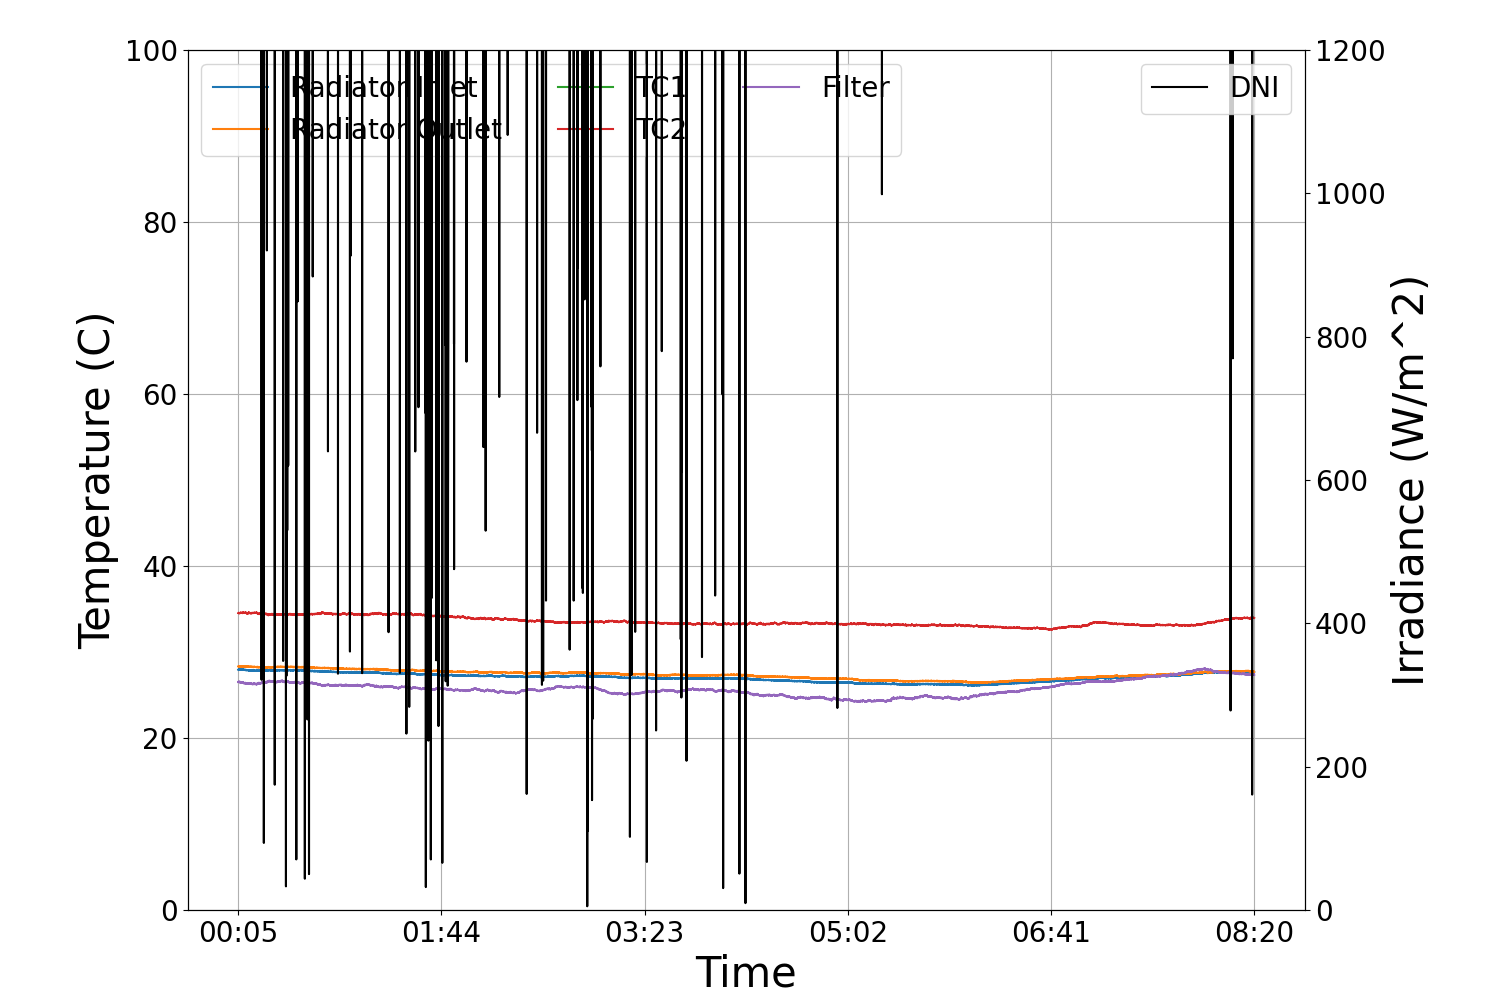 100
80
60
40
20
0
Temperature (C)
Radiator Inlet
Radiator Outlet
TC1
TC2
Filter
DNI
1200
1000
800
600
400
200
0
Irradiance (W/m^2)
00:05 01:44 03:23 05:02 06:41 08:20
Time